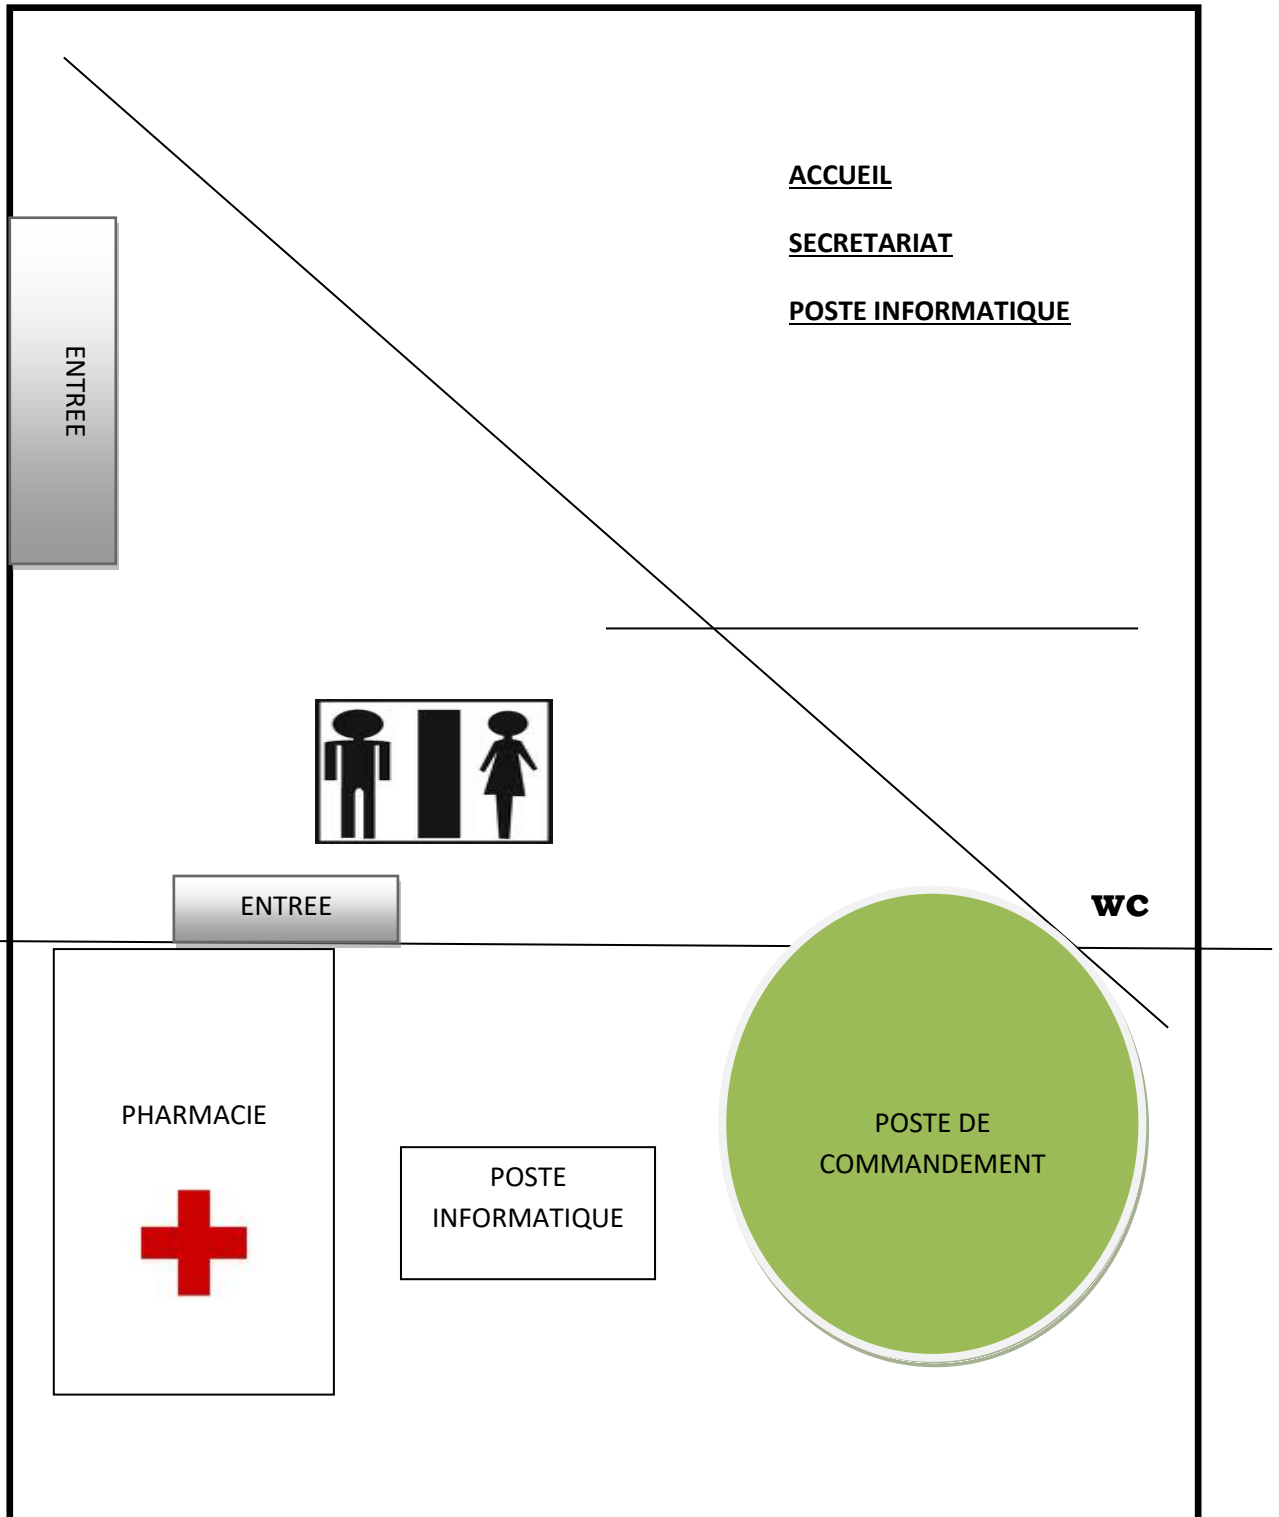 ACCUEIL
SECRETARIAT
POSTE INFORMATIQUE
ENTREE
ENTREE
WC
PHARMACIE
POSTE
INFORMATIQUE
POSTE DE
COMMANDEMENT